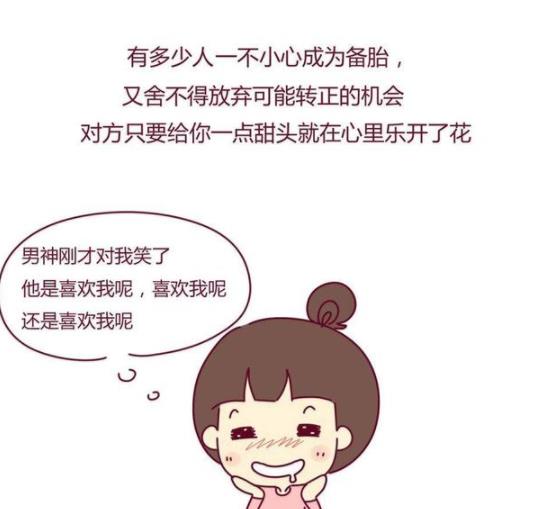 有多少人一不小心成为备胎，
又舍不得放弃可能转正的机会
对方只要给你一点甜头就在心里乐开了花
男神刚才对我笑了
他是喜欢我呢，喜欢我呢
还是喜欢我呢